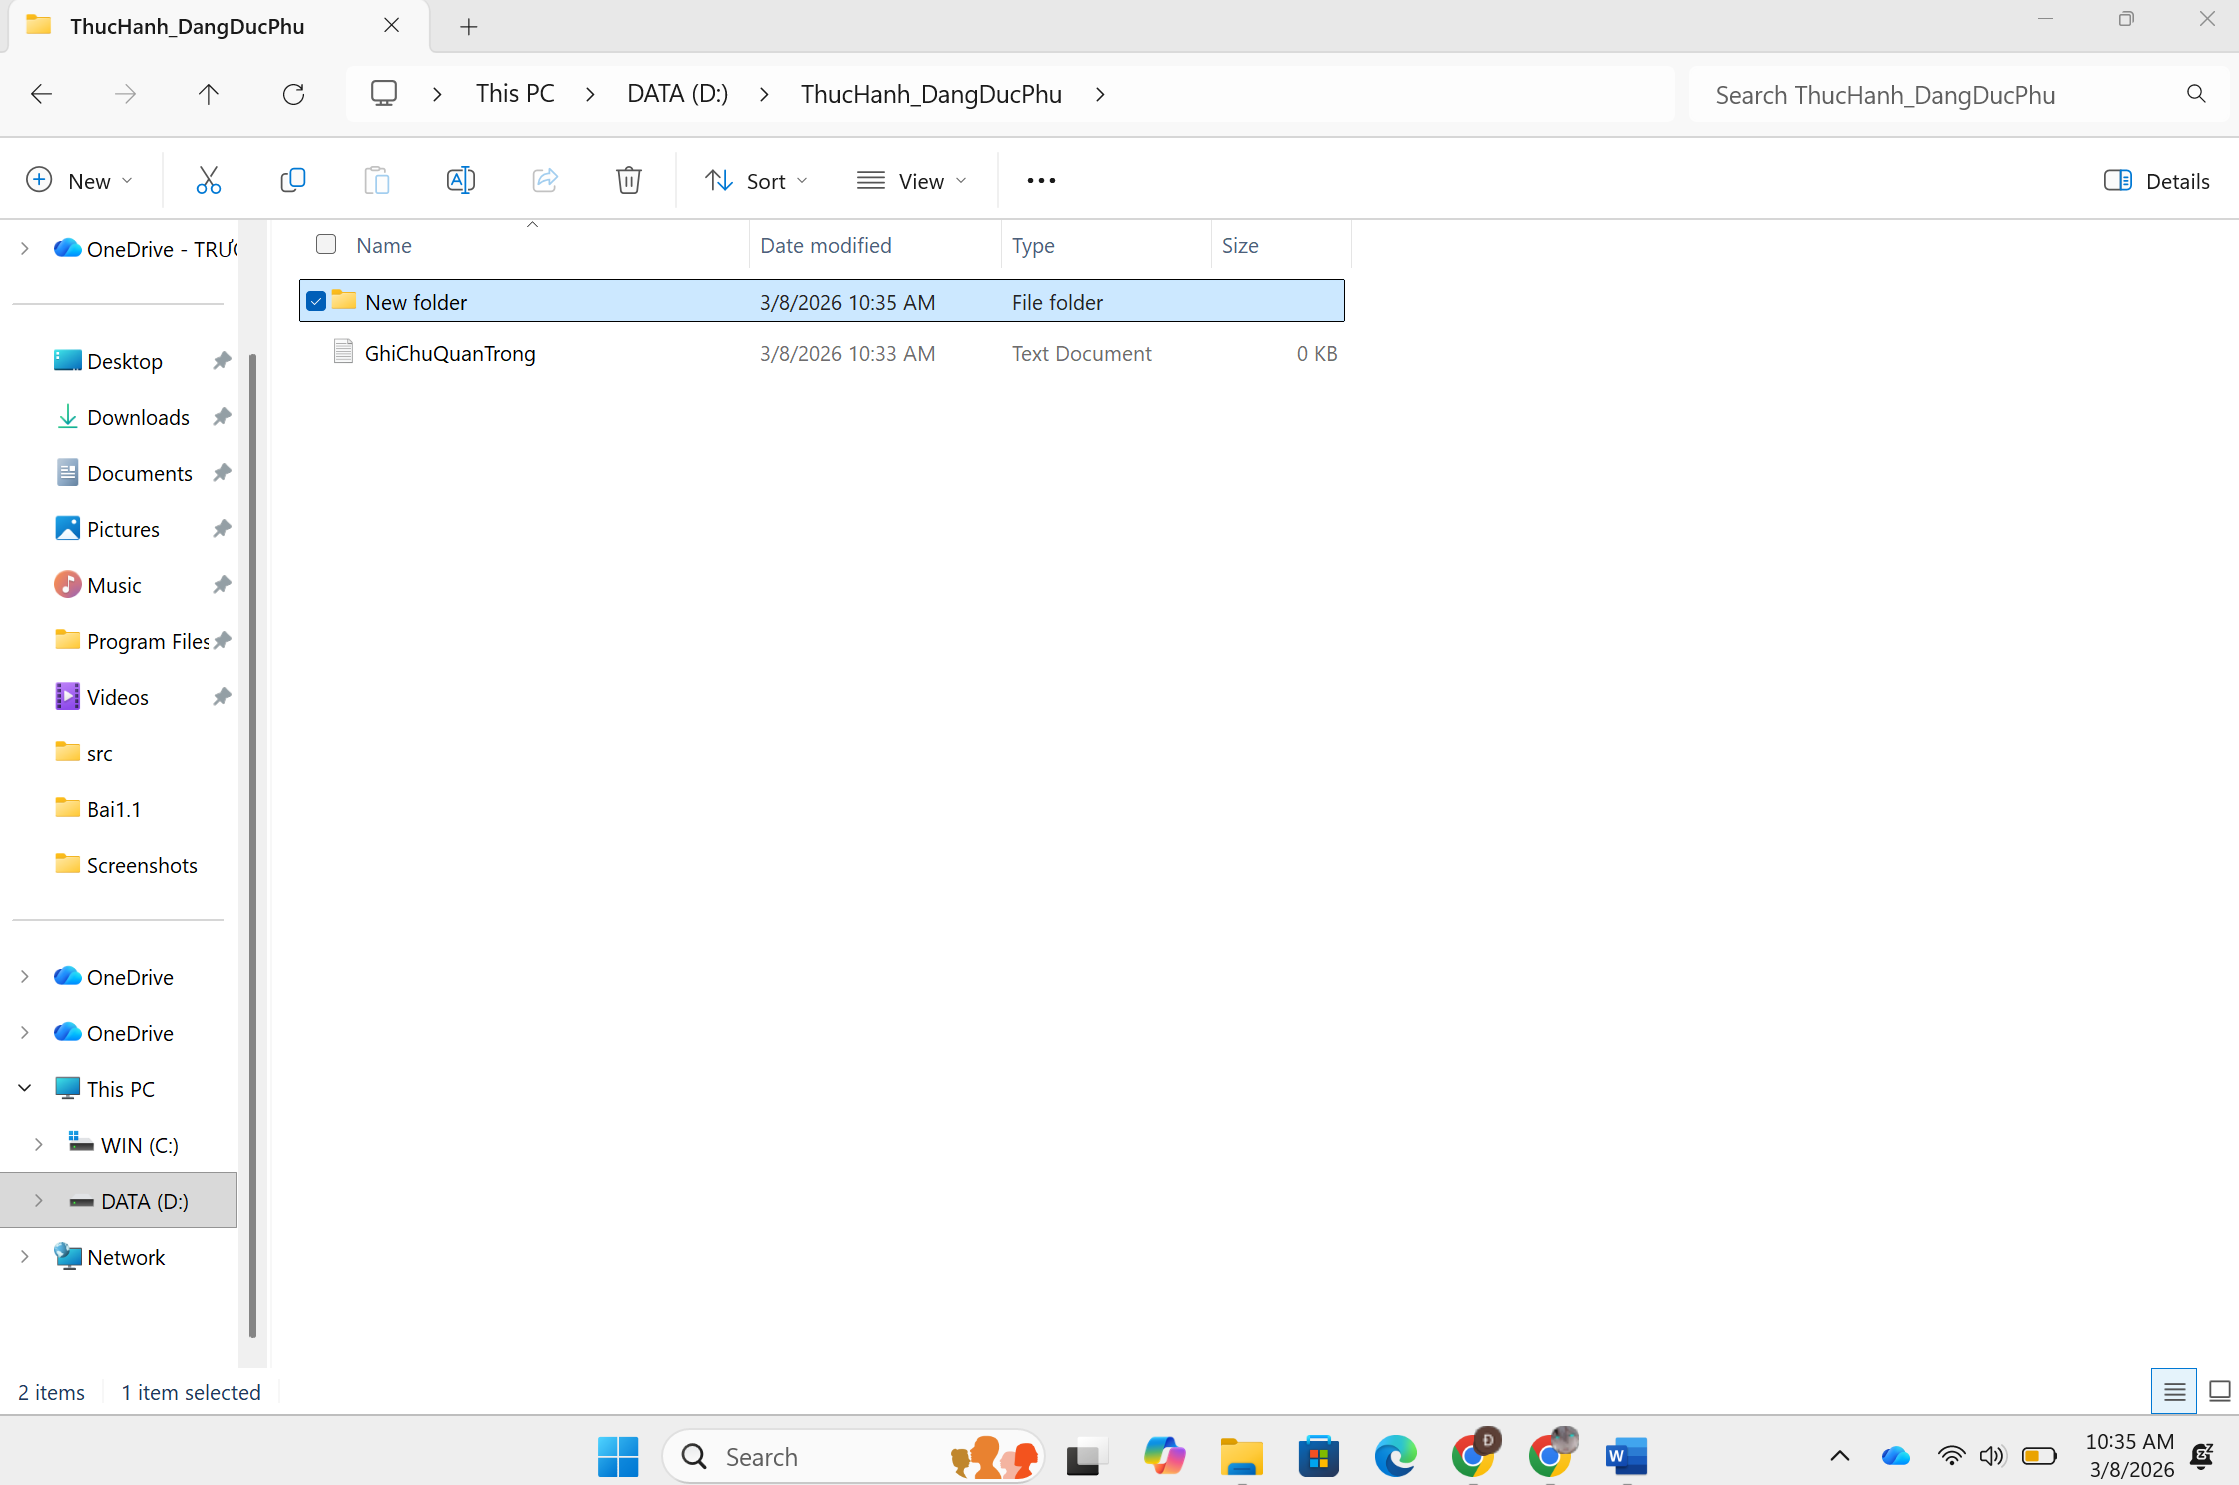 ThucHanh_DangDucPhu
This PC > DATA (D:) > ThucHanh_DangDucPhu >
Search ThucHanh_DangDucPhu
New
Sort
View
Details
OneDrive - TRƯỜ
Desktop
Downloads
Documents
Pictures
Music
Program Files
Videos
src
Bai1.1
Screenshots
OneDrive
OneDrive
This PC
WIN (C:)
DATA (D:)
Network
Name Date modified Type Size
New folder 3/8/2026 10:35 AM File folder
GhiChuQuanTrong 3/8/2026 10:33 AM Text Document 0 KB
2 items 1 item selected
Search
Đ
10:35 AM
3/8/2026